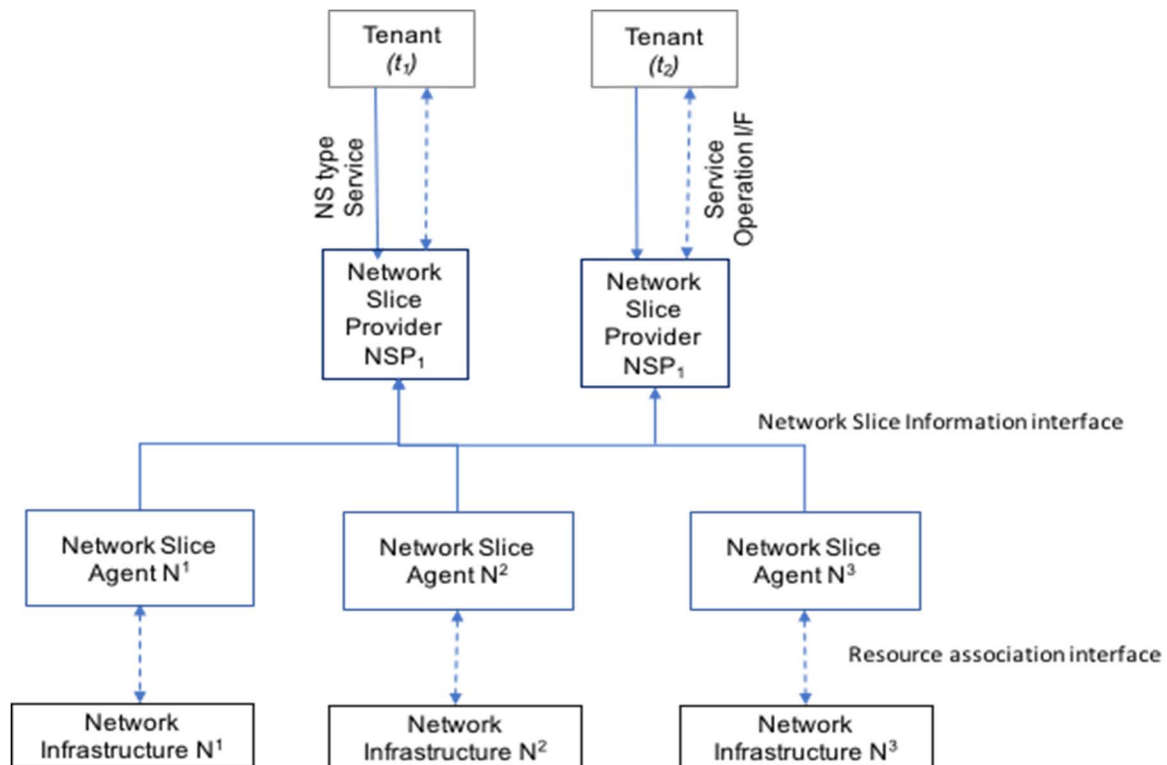 Tenant
(t₁)
Tenant
(t₂)
NS type
Service
Service
Operation I/F
Network
Slice
Provider
NSP₁
Network
Slice
Provider
NSP₁
Network Slice Information interface
Network Slice
Agent N¹
Network Slice
Agent N²
Network Slice
Agent N³
Resource association interface
Network
Infrastructure N¹
Network
Infrastructure N²
Network
Infrastructure N³